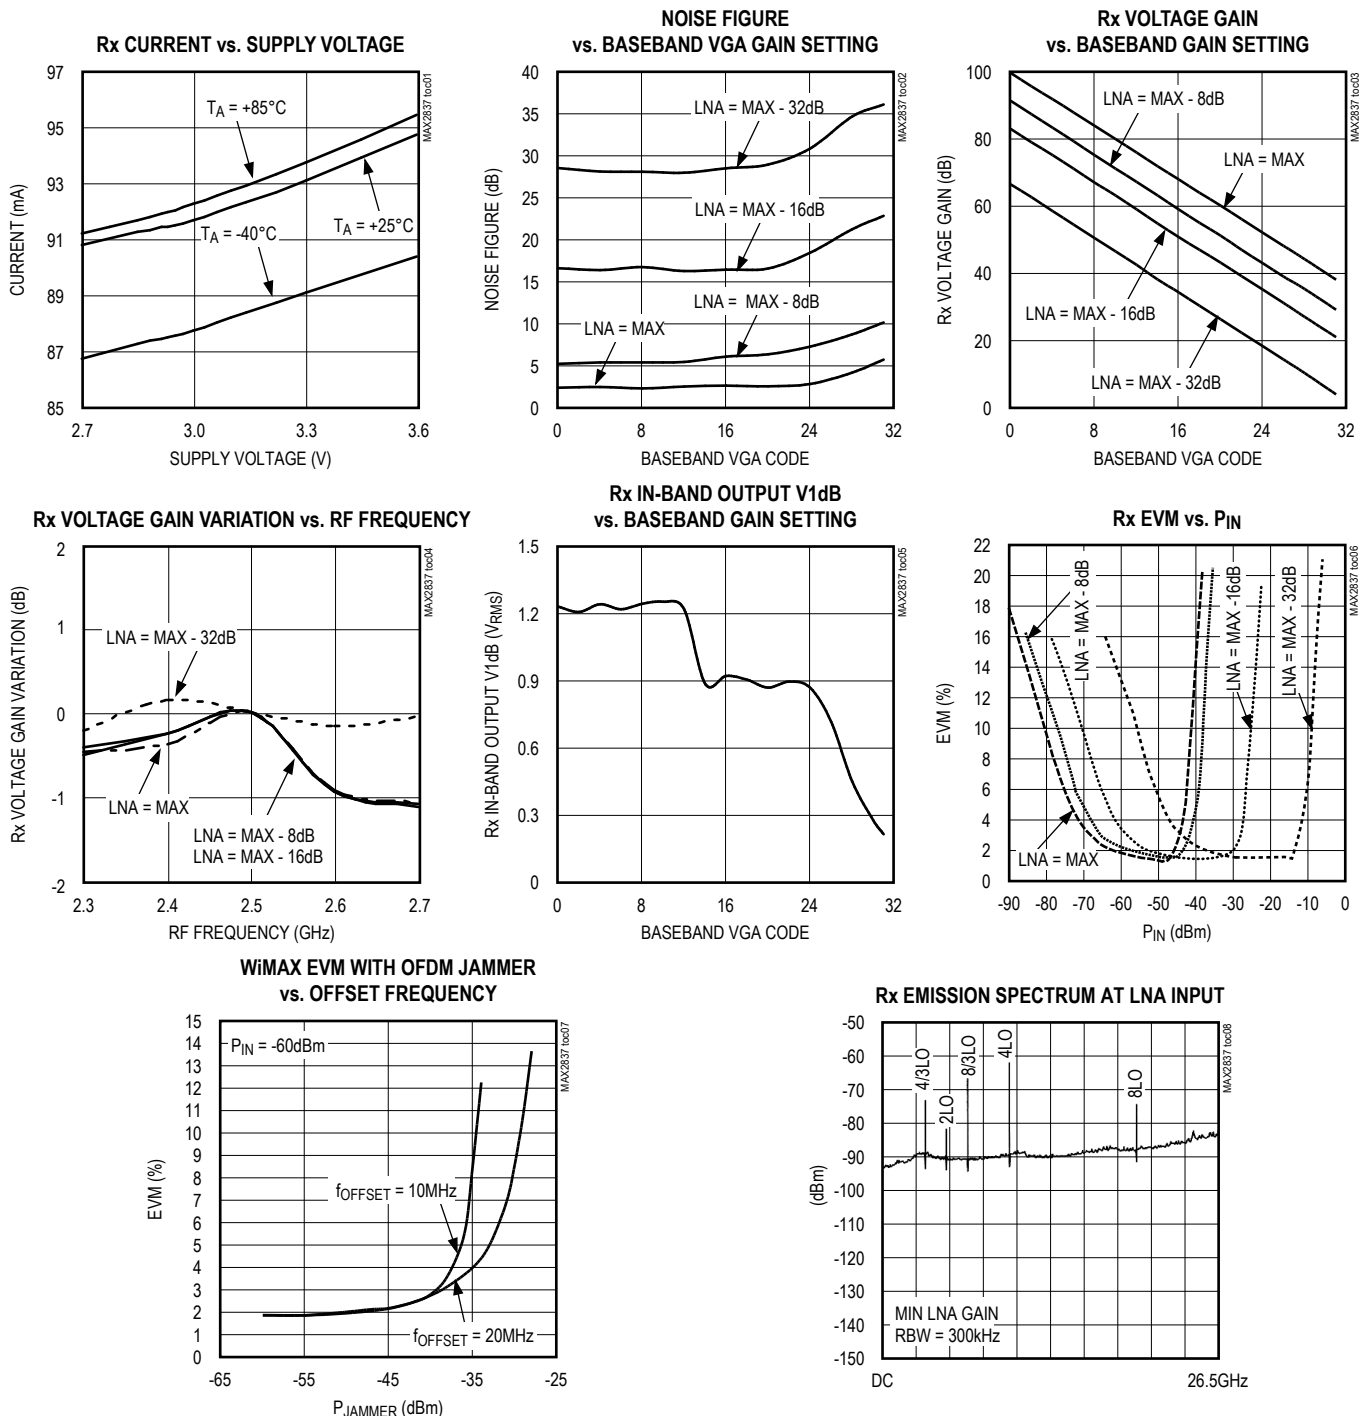 Rx CURRENT vs. SUPPLY VOLTAGE
MAX2837 toc01
97
95
93
91
89
87
85
CURRENT (mA)
TA = +85°C
TA = +25°C
TA = -40°C
2.7 3.0 3.3 3.6
SUPPLY VOLTAGE (V)
NOISE FIGURE
vs. BASEBAND VGA GAIN SETTING
MAX2837 toc02
40
35
30
25
20
15
10
5
0
NOISE FIGURE (dB)
LNA = MAX - 32dB
LNA = MAX - 16dB
LNA = MAX - 8dB
LNA = MAX
0 8 16 24 32
BASEBAND VGA CODE
Rx VOLTAGE GAIN
vs. BASEBAND GAIN SETTING
MAX2837 toc03
100
80
60
40
20
0
Rx VOLTAGE GAIN (dB)
LNA = MAX - 8dB
LNA = MAX
LNA = MAX - 16dB
LNA = MAX - 32dB
0 8 16 24 32
BASEBAND VGA CODE
Rx VOLTAGE GAIN VARIATION vs. RF FREQUENCY
MAX2837 toc04
2
1
0
-1
-2
Rx VOLTAGE GAIN VARIATION (dB)
LNA = MAX - 32dB
LNA = MAX
LNA = MAX - 8dB
LNA = MAX - 16dB
2.3 2.4 2.5 2.6 2.7
RF FREQUENCY (GHz)
Rx IN-BAND OUTPUT V1dB
vs. BASEBAND GAIN SETTING
MAX2837 toc05
1.5
1.2
0.9
0.6
0.3
0
Rx IN-BAND OUTPUT V1dB (VRMS)
0 8 16 24 32
BASEBAND VGA CODE
Rx EVM vs. PIN
MAX2837 toc06
22
20
18
16
14
12
10
8
6
4
2
0
EVM (%)
LNA = MAX - 8dB
LNA = MAX -16dB
LNA = MAX - 32dB
LNA = MAX
-90 -80 -70 -60 -50 -40 -30 -20 -10 0
PIN (dBm)
WiMAX EVM WITH OFDM JAMMER
vs. OFFSET FREQUENCY
MAX2837 toc07
15
14
13
12
11
10
9
8
7
6
5
4
3
2
1
0
EVM (%)
PIN = -60dBm
fOFFSET = 10MHz
fOFFSET = 20MHz
-65 -55 -45 -35 -25
PJAMMER (dBm)
Rx EMISSION SPECTRUM AT LNA INPUT
MAX2837 toc08
-50
-60
-70
-80
-90
-100
-110
-120
-130
-140
-150
(dBm)
4/3LO
2LO
8/3LO
4LO
8LO
MIN LNA GAIN
RBW = 300kHz
DC 26.5GHz